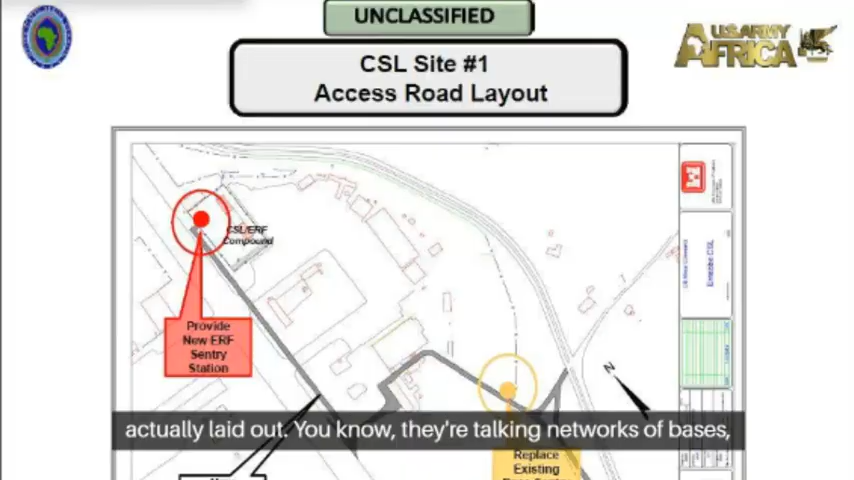 UNCLASSIFIED
U.S.ARMY
AFRICA
CSL Site #1
Access Road Layout
CSL/ERF
Compound
Provide
New ERF
Sentry
Station
N
actually laid out. You know, they're talking networks of bases,
Replace
Existing